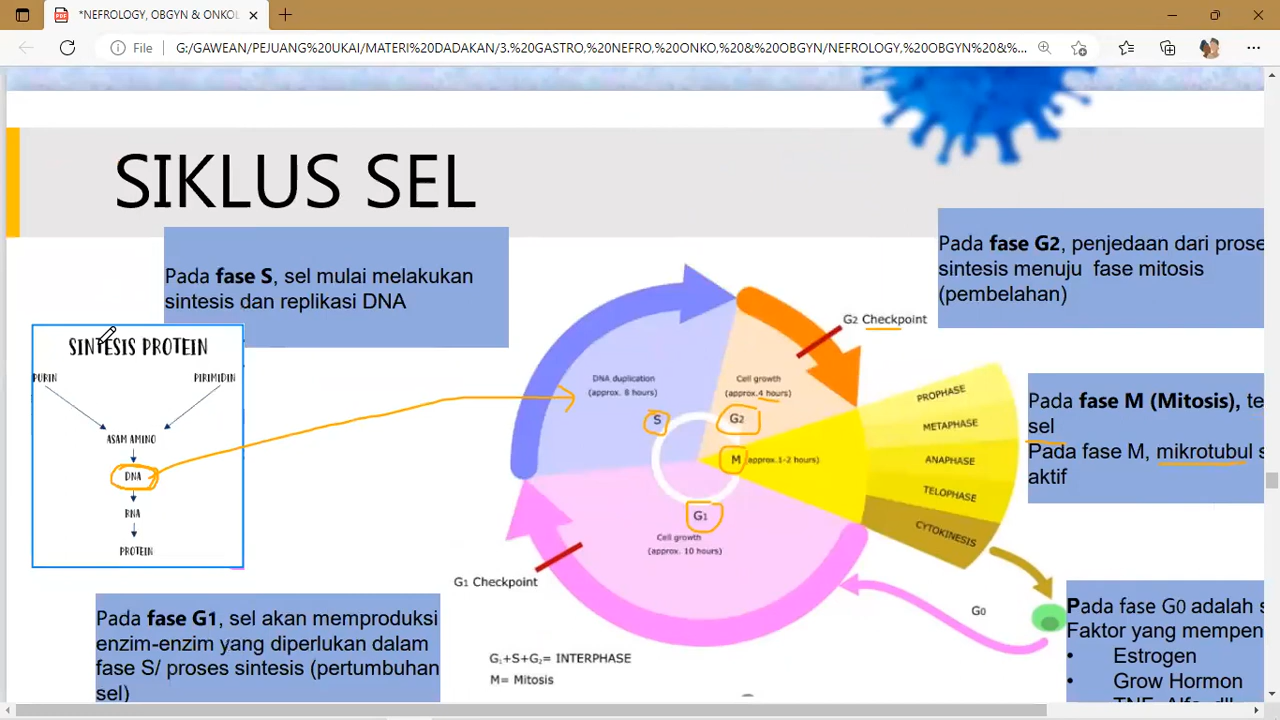 *NEFROLOGY, OBGYN & ONKOL
File
G:/GAWEAN/PEJUANG%20UKAI/MATERI%20DADAKAN/3.%20GASTRO,%20NEFRO,%20ONKO,%20&%20OBGYN/NEFROLOGY,%20OBGYN%20&%...
SIKLUS SEL
Pada fase S, sel mulai melakukan
sintesis dan replikasi DNA
Pada fase G2, penjedaan dari prose
sintesis menuju fase mitosis
(pembelahan)
SINTESIS PROTEIN
PURIN
PIRIMIDIN
ASAM AMINO
DNA
RNA
PROTEIN
G2 Checkpoint
DNA duplication
(approx. 8 hours)
Cell growth
(approx.4 hours)
S
G2
M (approx.1-2 hours)
G1
Cell growth
(approx. 10 hours)
PROPHASE
METAPHASE
ANAPHASE
TELOPHASE
CYTOKINESIS
Pada fase M (Mitosis), te
sel
Pada fase M, mikrotubul s
aktif
G1 Checkpoint
G0
Pada fase G1, sel akan memproduksi
enzim-enzim yang diperlukan dalam
fase S/ proses sintesis (pertumbuhan
sel)
G1+S+G2= INTERPHASE
M= Mitosis
Pada fase G0 adalah s
Faktor yang mempen
• Estrogen
• Grow Hormon